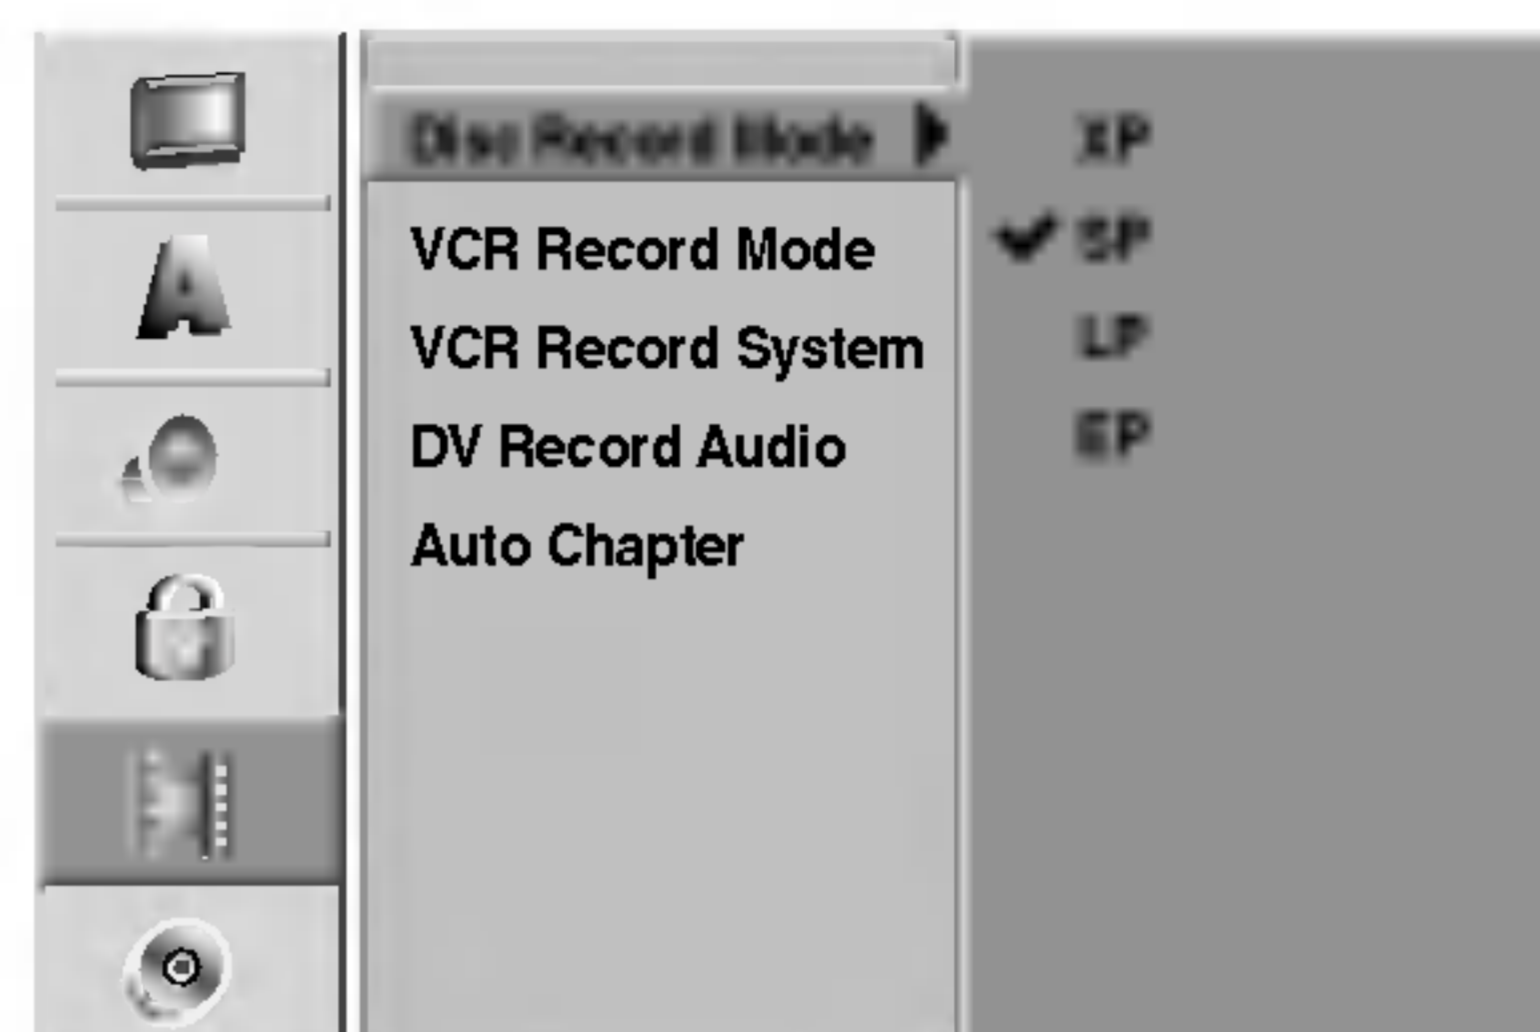 Disc Record Mode
VCR Record Mode
VCR Record System
DV Record Audio
Auto Chapter
XP
SP
LP
EP